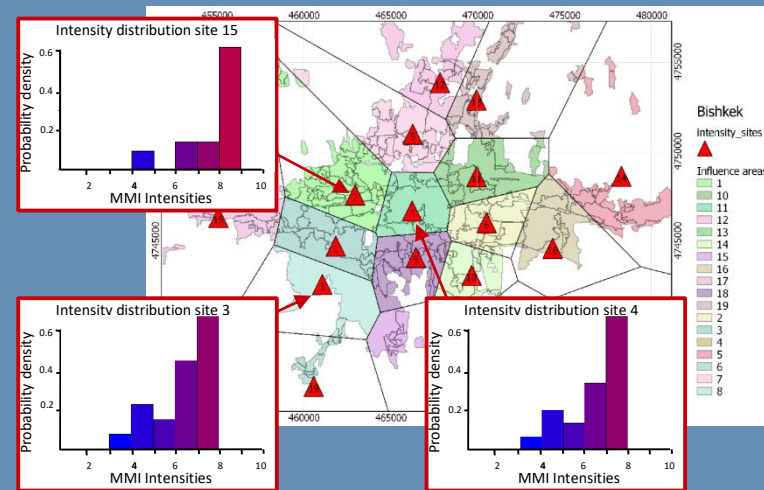 Intensity distribution site 15
Probability density
0.6
0.4
0.2
2 4 6 8 10
MMI Intensities
455000 460000 465000 470000 475000 480000
4755000
4750000
4745000
4755000
4750000
4745000
Bishkek
intensity_sites
Influence areas
1
10
11
12
13
14
15
16
17
18
19
2
3
4
5
6
7
8
Intensity distribution site 3
Probability density
0.6
0.4
0.2
2 4 6 8 10
MMI Intensities
Intensity distribution site 4
Probability density
0.6
0.4
0.2
2 4 6 8 10
MMI Intensities
460000 465000